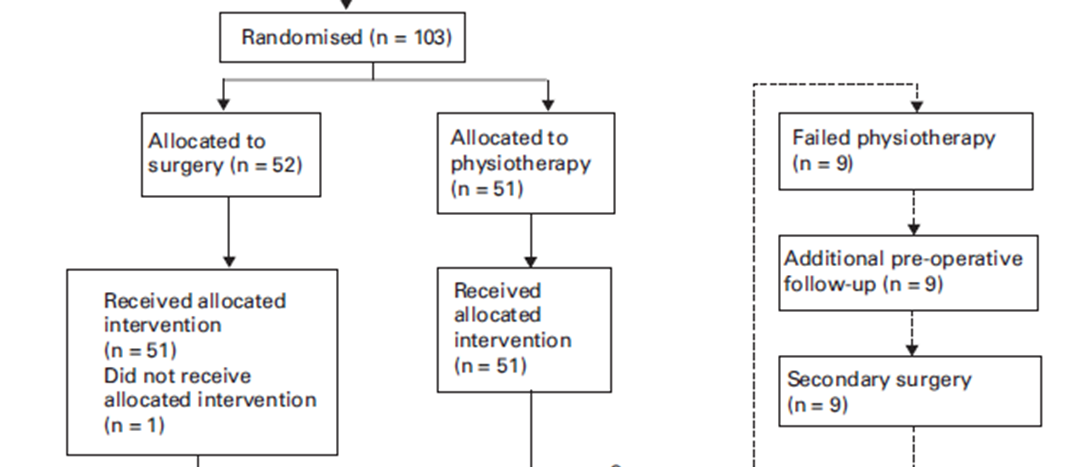 Randomised (n = 103)
Allocated to
surgery (n = 52)
Allocated to
physiotherapy
(n = 51)
Failed physiotherapy
(n = 9)
Additional pre-operative
follow-up (n = 9)
Received allocated
intervention
(n = 51)
Did not receive
allocated intervention
(n = 1)
Received
allocated
intervention
(n = 51)
Secondary surgery
(n = 9)